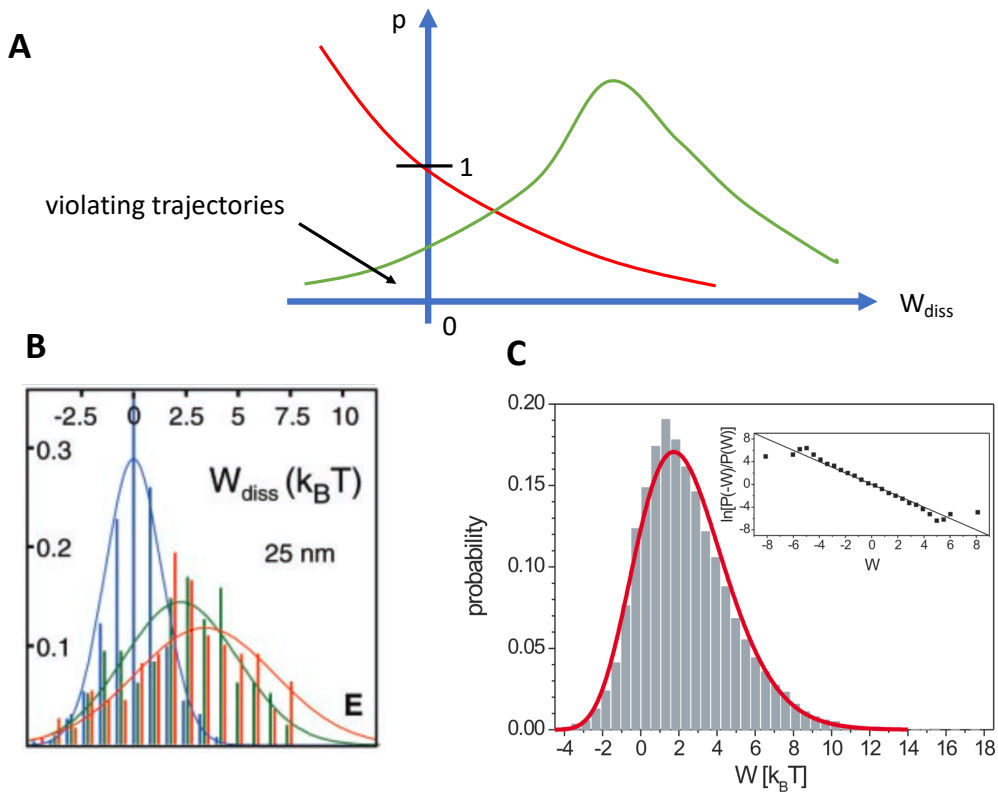 A
p
1
violating trajectories
0
W_diss
B
-2.5 0 2.5 5 7.5 10
0.3
W_diss (k_BT)
25 nm
0.2
0.1
E
C
0.20
0.15
0.10
0.05
0.00
probability
-4 -2 0 2 4 6 8 10 12 14 16 18
W [k_BT]
ln[P(-W)/P(W)]
8
4
0
-4
-8
-8 -6 -4 -2 0 2 4 6 8
W